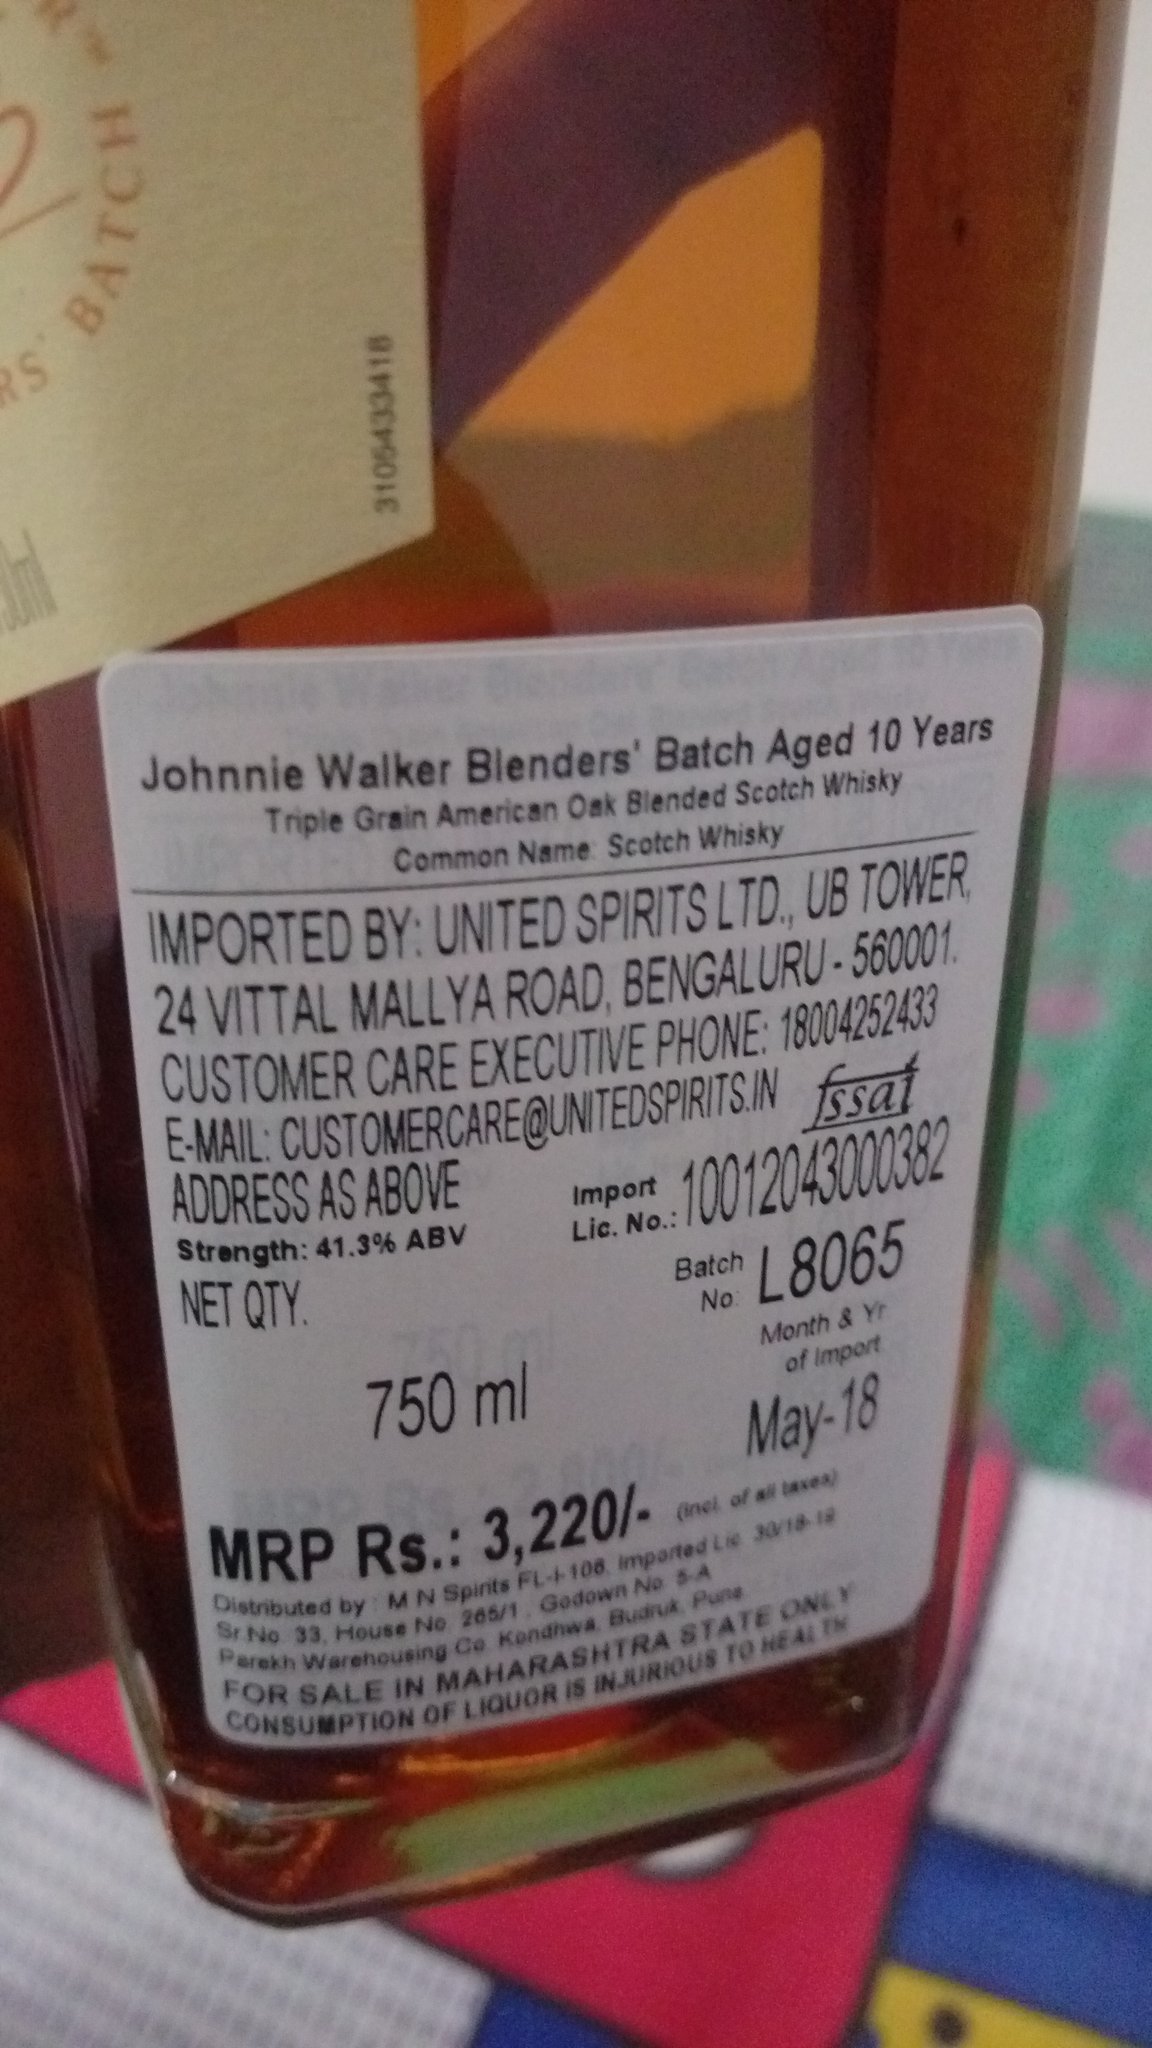 BATCH
RS'
3105433418
Johnnie Walker Blenders' Batch Aged 10 Years
Triple Grain American Oak Blended Scotch Whisky
Common Name: Scotch Whisky
IMPORTED BY: UNITED SPIRITS LTD., UB TOWER,
24 VITTAL MALLYA ROAD, BENGALURU - 560001.
CUSTOMER CARE EXECUTIVE PHONE: 18004252433
E-MAIL: CUSTOMERCARE@UNITEDSPIRITS.IN fssai
ADDRESS AS ABOVE
Import
Lic. No.: 10012043000382
Strength: 41.3% ABV
NET QTY.
750 ml
Batch
No: L8065
Month & Yr
of Import
May-18
MRP Rs.: 3,220/- (Incl. of all taxes)
Distributed by : M N Spirits FL-I-106, Imported Lic. 30/18-19
Sr.No. 33, House No. 265/1, Godown No. 5-A
Parekh Warehousing Co. Kondhwa, Budruk, Pune
FOR SALE IN MAHARASHTRA STATE ONLY
CONSUMPTION OF LIQUOR IS INJURIOUS TO HEALTH